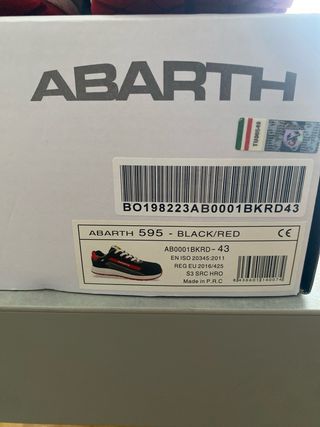 ABARTH
BO198223AB0001BKRD43
ABARTH 595 - BLACK/RED CE
AB0001BKRD - 43
EN ISO 20345:2011
REG EU 2016/425
S3 SRC HRO
Made in P.R.C